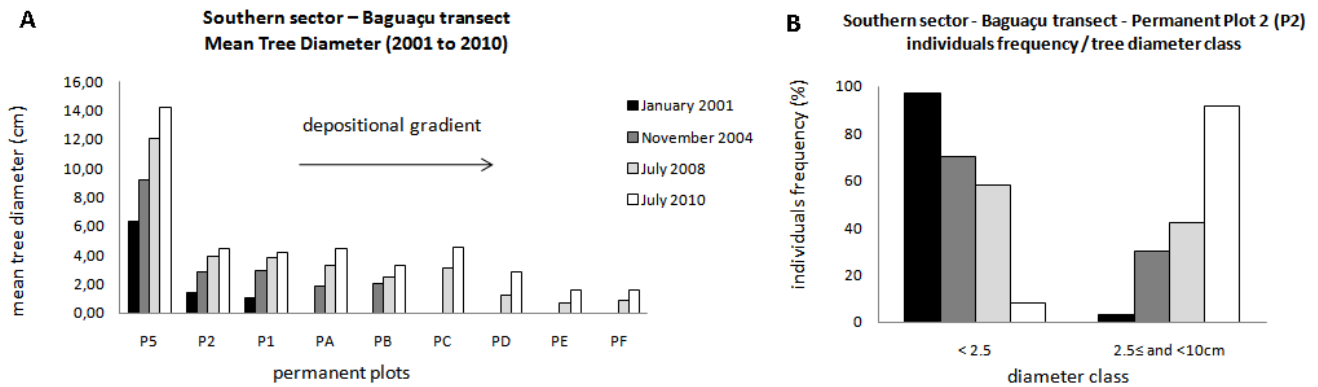 A
Southern sector – Baguaçu transect
Mean Tree Diameter (2001 to 2010)
mean tree diameter (cm)
16,00
14,00
12,00
10,00
8,00
6,00
4,00
2,00
0,00
depositional gradient
January 2001
November 2004
July 2008
July 2010
P5 P2 P1 PA PB PC PD PE PF
permanent plots
B
Southern sector - Baguaçu transect - Permanent Plot 2 (P2)
individuals frequency / tree diameter class
individuals frequency (%)
100
80
60
40
20
0
< 2.5 2.5≤ and <10cm
diameter class